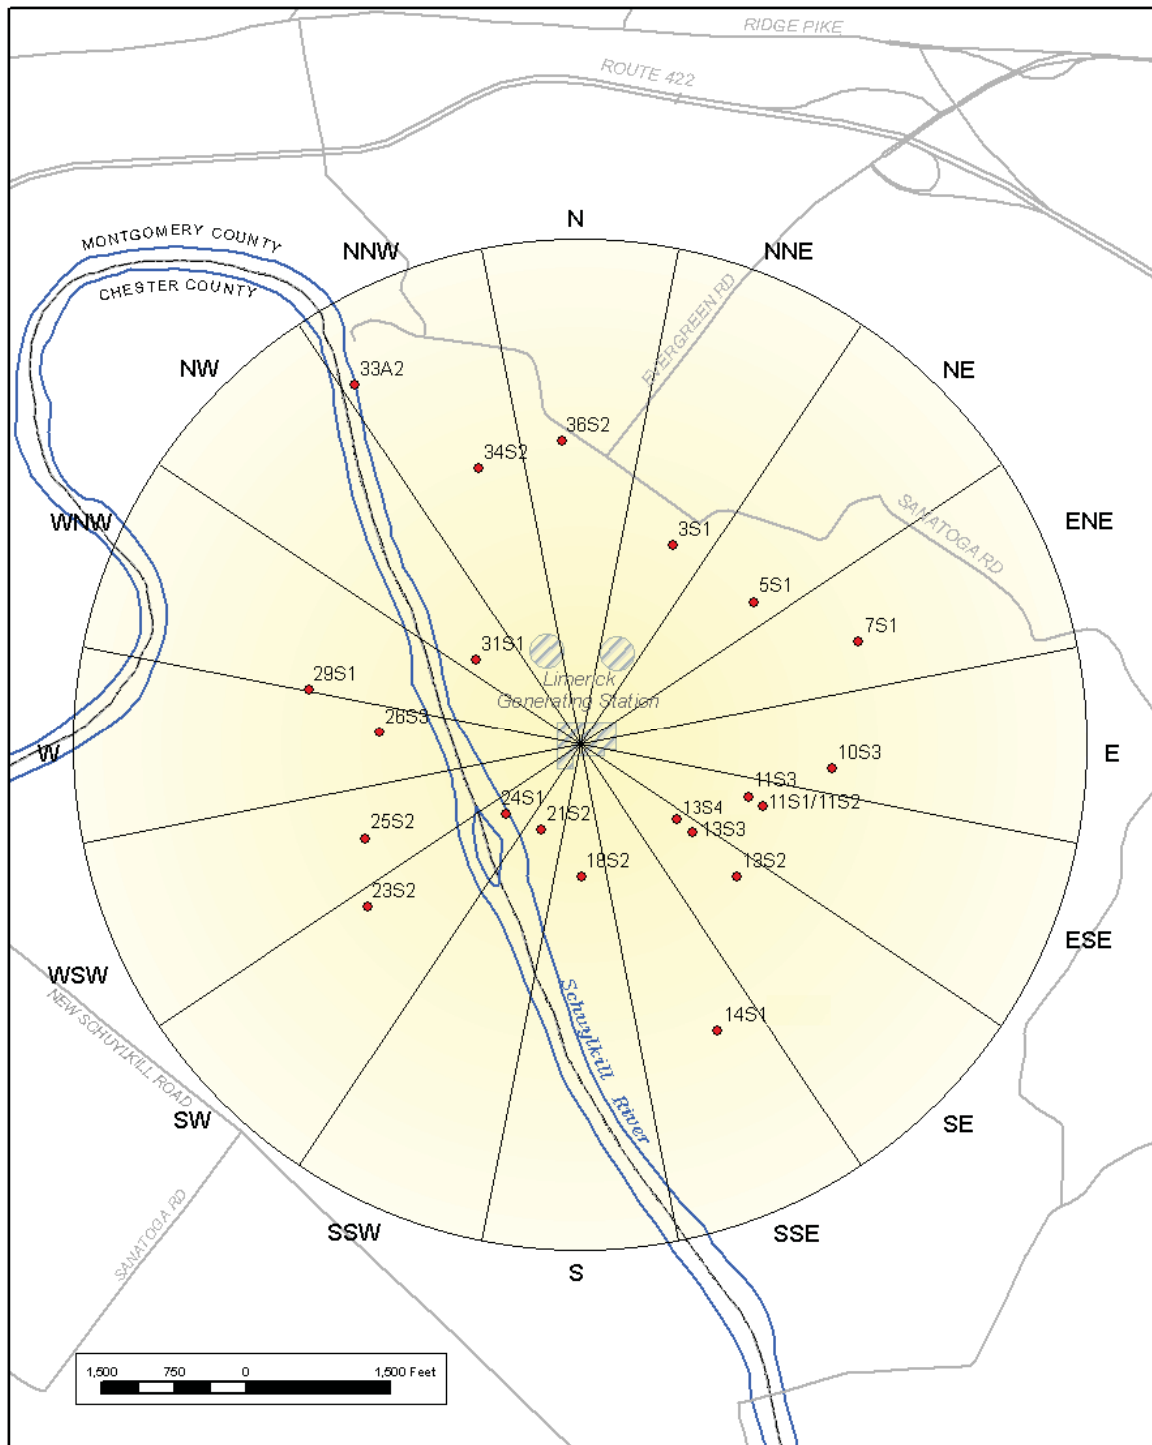 RIDGE PIKE
ROUTE 422
N
MONTGOMERY COUNTY
NNW
NNE
CHESTER COUNTY
EVERGREEN RD
NW
33A2
NE
36S2
34S2
WNW
SANATOGA RD
ENE
3S1
5S1
7S1
31S1
29S1
Limerick
Generating Station
26S3
W
10S3
E
11S3
11S1/11S2
24S1
13S4
21S2
13S3
25S2
18S2
13S2
23S2
ESE
WSW
NEW SCHUYLKILL ROAD
Schuylkill River
14S1
SW
SE
SANATOGA RD
SSW
SSE
S
1,500 750 0 1,500 Feet